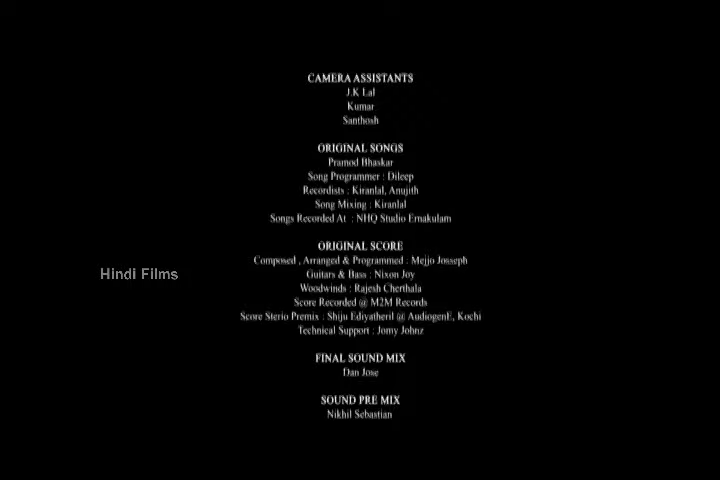 CAMERA ASSISTANTS
J.K Lal
Kumar
Santhosh
ORIGINAL SONGS
Pramod Bhaskar
Song Programmer : Dileep
Recordists : Kiranlal, Anujith
Song Mixing : Kiranlal
Songs Recorded At : NHQ Studio Ernakulam
ORIGINAL SCORE
Composed , Arranged & Programmed : Mejjo Josseph
Hindi Films
Guitars & Bass : Nixon Joy
Woodwinds : Rajesh Cherthala
Score Recorded @ M2M Records
Score Sterio Premix : Shiju Ediyatheril @ AudiogenE, Kochi
Technical Support : Jomy Johnz
FINAL SOUND MIX
Dan Jose
SOUND PRE MIX
Nikhil Sebastian